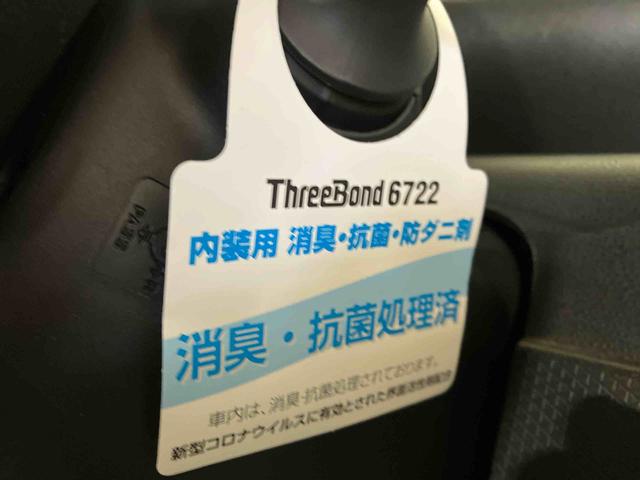 ThreeBond 6722
内装用 消臭・抗菌・防ダニ剤
消臭・抗菌処理済
車内は、消臭・抗菌処理されております。
新型コロナウイルスに有効とされた界面活性剤配合